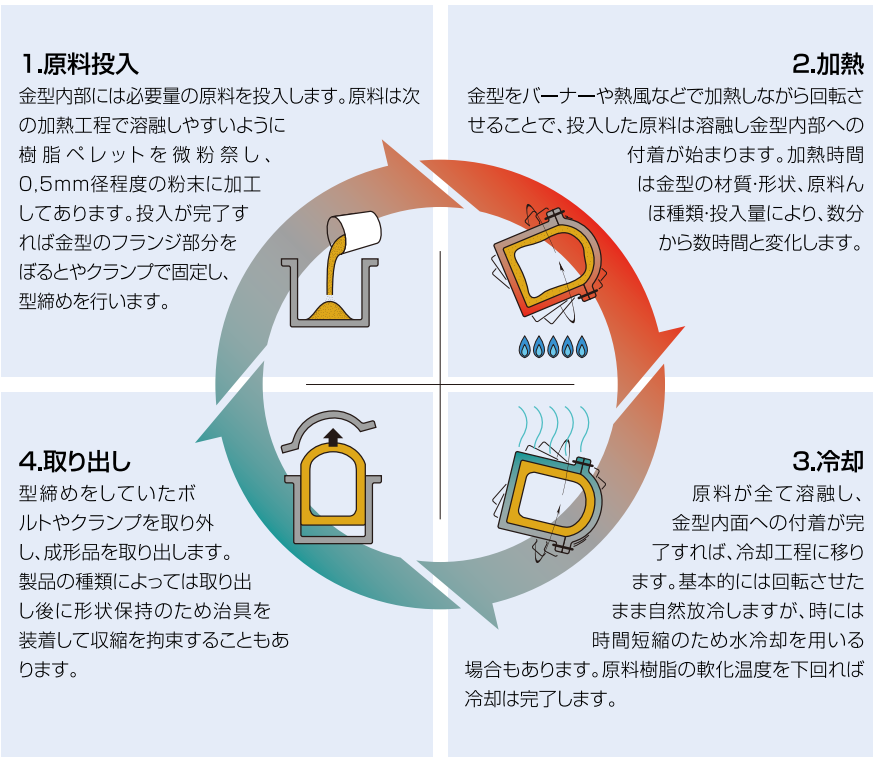 1.原料投入
金型内部には必要量の原料を投入します。原料は次
の加熱工程で溶融しやすいように
樹脂ペレットを微粉祭し、
0,5mm径程度の粉末に加工
してあります。投入が完了す
れば金型のフランジ部分を
ぼるとやクランプで固定し、
型締めを行います。
2.加熱
金型をバーナーや熱風などで加熱しながら回転さ
せることで、投入した原料は溶融し金型内部への
付着が始まります。加熱時間
は金型の材質・形状、原料ん
ほ種類・投入量により、数分
から数時間と変化します。
3.冷却
原料が全て溶融し、
金型内面への付着が完
了すれば、冷却工程に移り
ます。基本的には回転させた
まま自然放冷しますが、時には
時間短縮のため水冷却を用いる
場合もあります。原料樹脂の軟化温度を下回れば
冷却は完了します。
4.取り出し
型締めをしていたボ
ルトやクランプを取り外
し、成形品を取り出します。
製品の種類によっては取り出
し後に形状保持のため治具を
装着して収縮を拘束することもあ
ります。